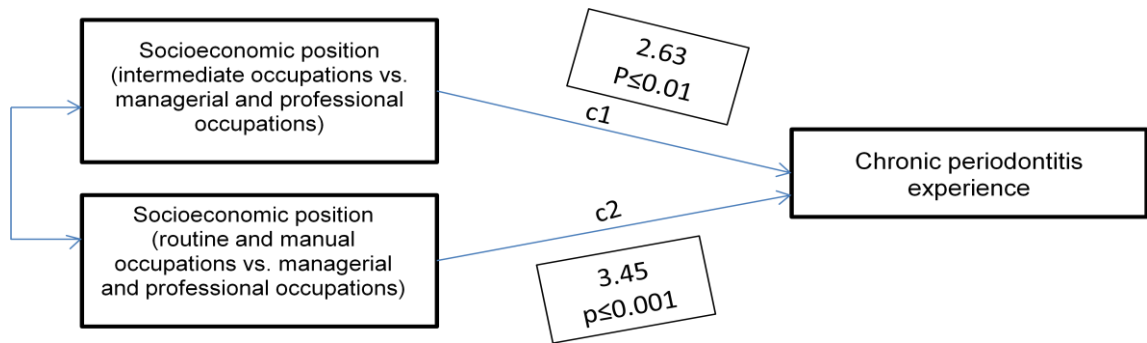 Socioeconomic position
(intermediate occupations vs.
managerial and professional
occupations)
2.63
P≤0.01
c1
Chronic periodontitis
experience
Socioeconomic position
(routine and manual
occupations vs. managerial
and professional occupations)
c2
3.45
p≤0.001